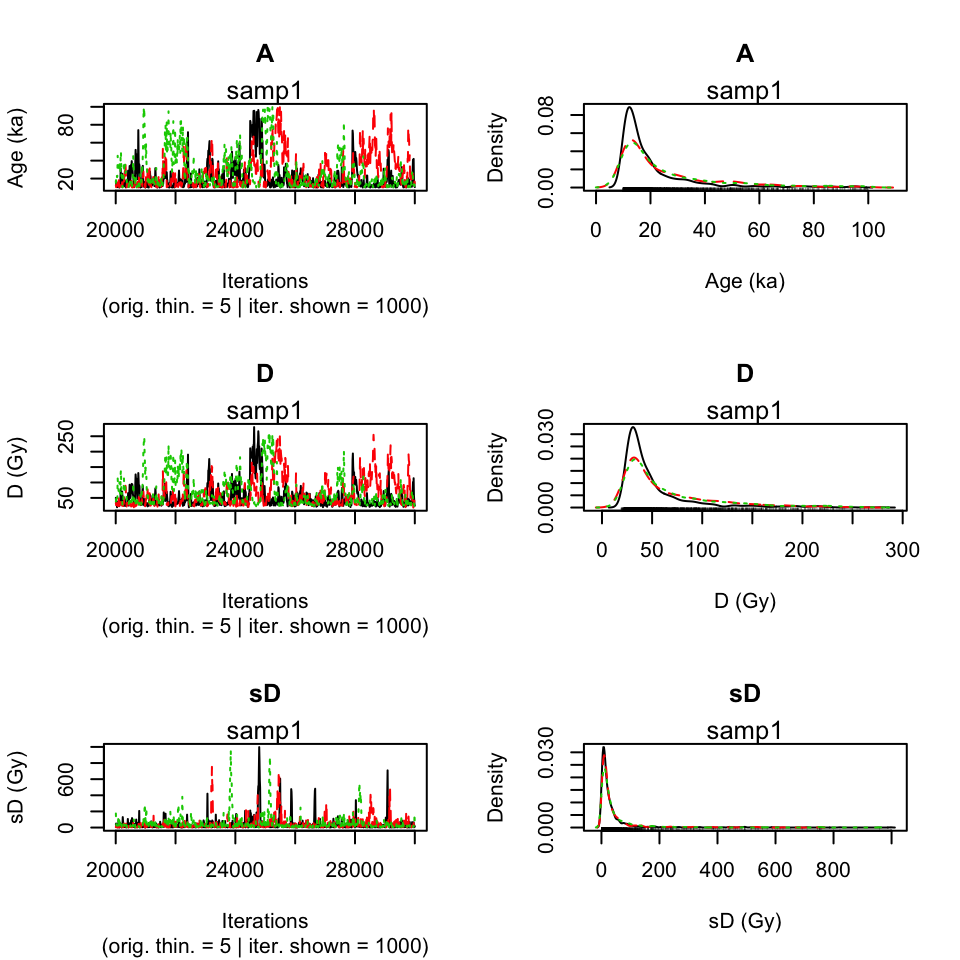 A
samp1
Age (ka)
80
20
20000 24000 28000
Iterations
(orig. thin. = 5 | iter. shown = 1000)
A
samp1
Density
0.08
0.00
0 20 40 60 80 100
Age (ka)
D
samp1
D (Gy)
250
50
20000 24000 28000
Iterations
(orig. thin. = 5 | iter. shown = 1000)
D
samp1
Density
0.030
0.000
0 50 100 200 300
D (Gy)
sD
samp1
sD (Gy)
600
0
20000 24000 28000
Iterations
(orig. thin. = 5 | iter. shown = 1000)
sD
samp1
Density
0.030
0.000
0 200 400 600 800
sD (Gy)